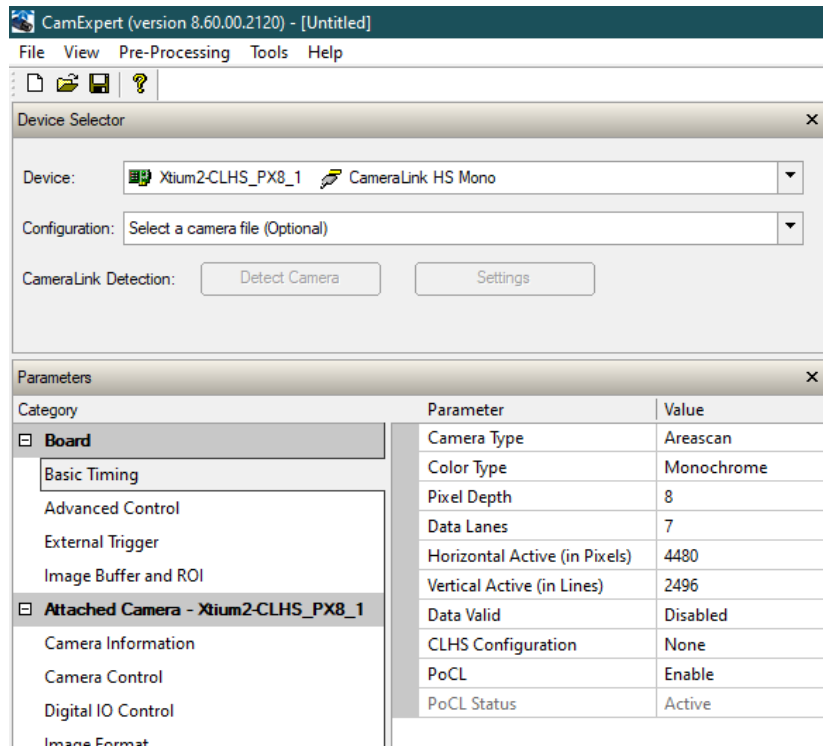 CamExpert (version 8.60.00.2120) - [Untitled]
File View Pre-Processing Tools Help
Device Selector
Device: Xtium2-CLHS_PX8_1 CameraLink HS Mono
Configuration: Select a camera file (Optional)
CameraLink Detection: Detect Camera Settings
Parameters
Category Parameter Value
Board Camera Type Areascan
Basic Timing Color Type Monochrome
Pixel Depth 8
Advanced Control Data Lanes 7
External Trigger Horizontal Active (in Pixels) 4480
Image Buffer and ROI Vertical Active (in Lines) 2496
Attached Camera - Xtium2-CLHS_PX8_1 Data Valid Disabled
Camera Information CLHS Configuration None
Camera Control PoCL Enable
Digital IO Control PoCL Status Active
Image Format